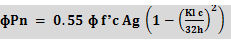 ϕPn = 0.55 ϕ f'c Ag (1 − (Kl c / 32h)²)